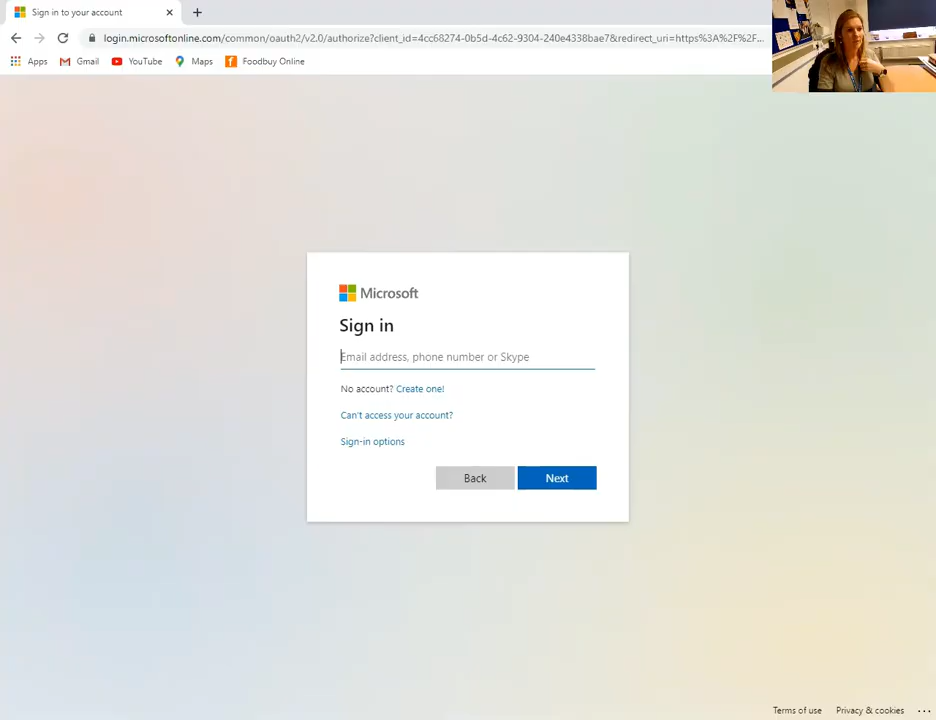 Sign in to your account
login.microsoftonline.com/common/oauth2/v2.0/authorize?client_id=4cc68274-0b5d-4c62-9304-240e4338bae7&redirect_uri=https%3A%2F%2F...
Apps Gmail YouTube Maps Foodbuy Online
Microsoft
Sign in
Email address, phone number or Skype
No account? Create one!
Can't access your account?
Sign-in options
Back Next
Terms of use Privacy & cookies ...